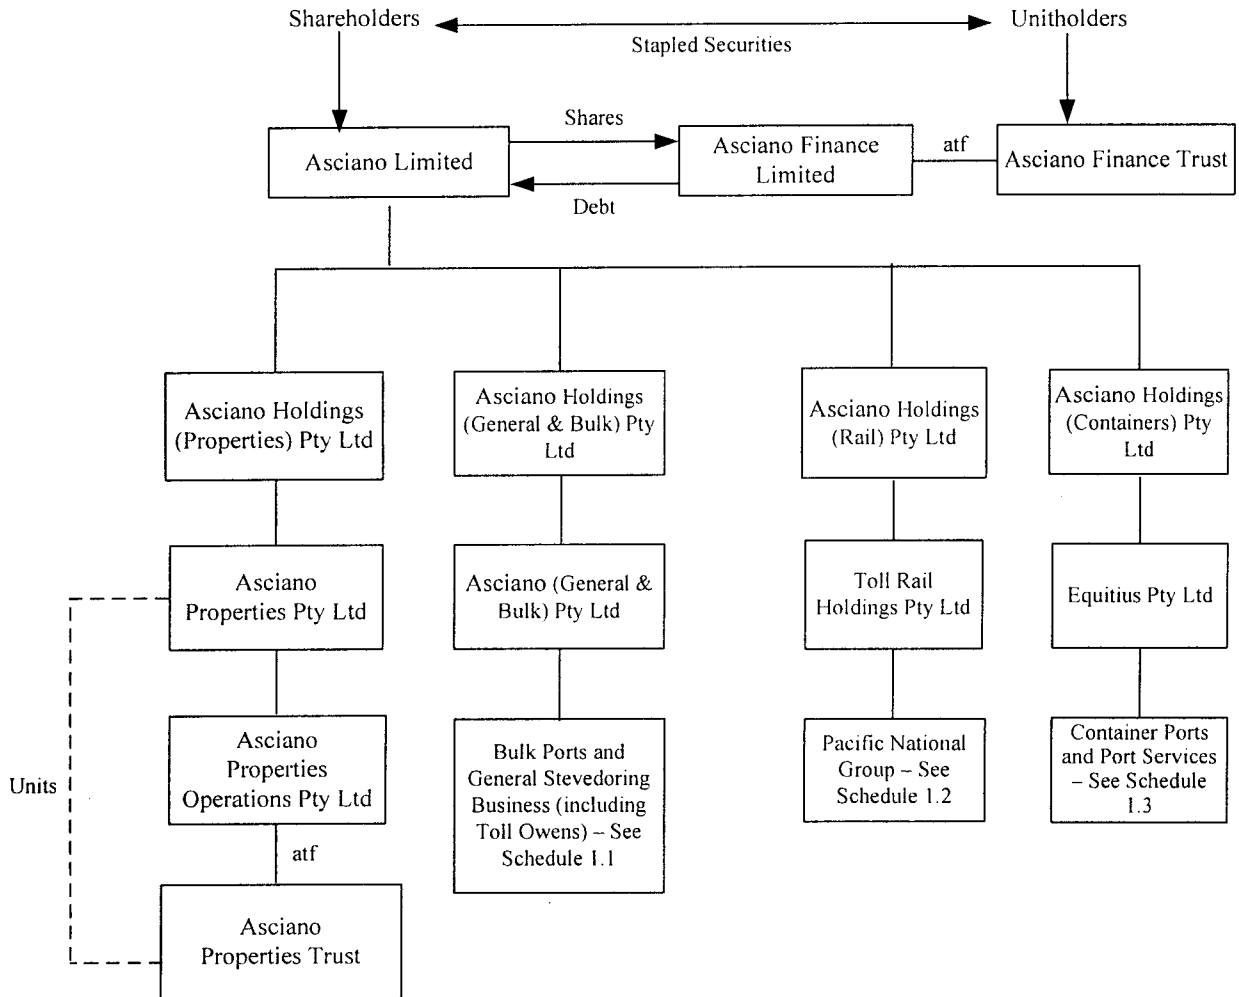 Shareholders
Unitholders
Stapled Securities
Shares
Asciano Limited
Asciano Finance
Limited
atf
Asciano Finance Trust
Debt
Asciano Holdings
(Properties) Pty Ltd
Asciano Holdings
(General & Bulk) Pty
Ltd
Asciano Holdings
(Rail) Pty Ltd
Asciano Holdings
(Containers) Pty
Ltd
Asciano
Properties Pty Ltd
Asciano (General &
Bulk) Pty Ltd
Toll Rail
Holdings Pty Ltd
Equitius Pty Ltd
Units
Asciano
Properties
Operations Pty Ltd
Bulk Ports and
General Stevedoring
Business (including
Toll Owens) – See
Schedule 1.1
Pacific National
Group – See
Schedule 1.2
Container Ports
and Port Services
– See Schedule
1.3
atf
Asciano
Properties Trust